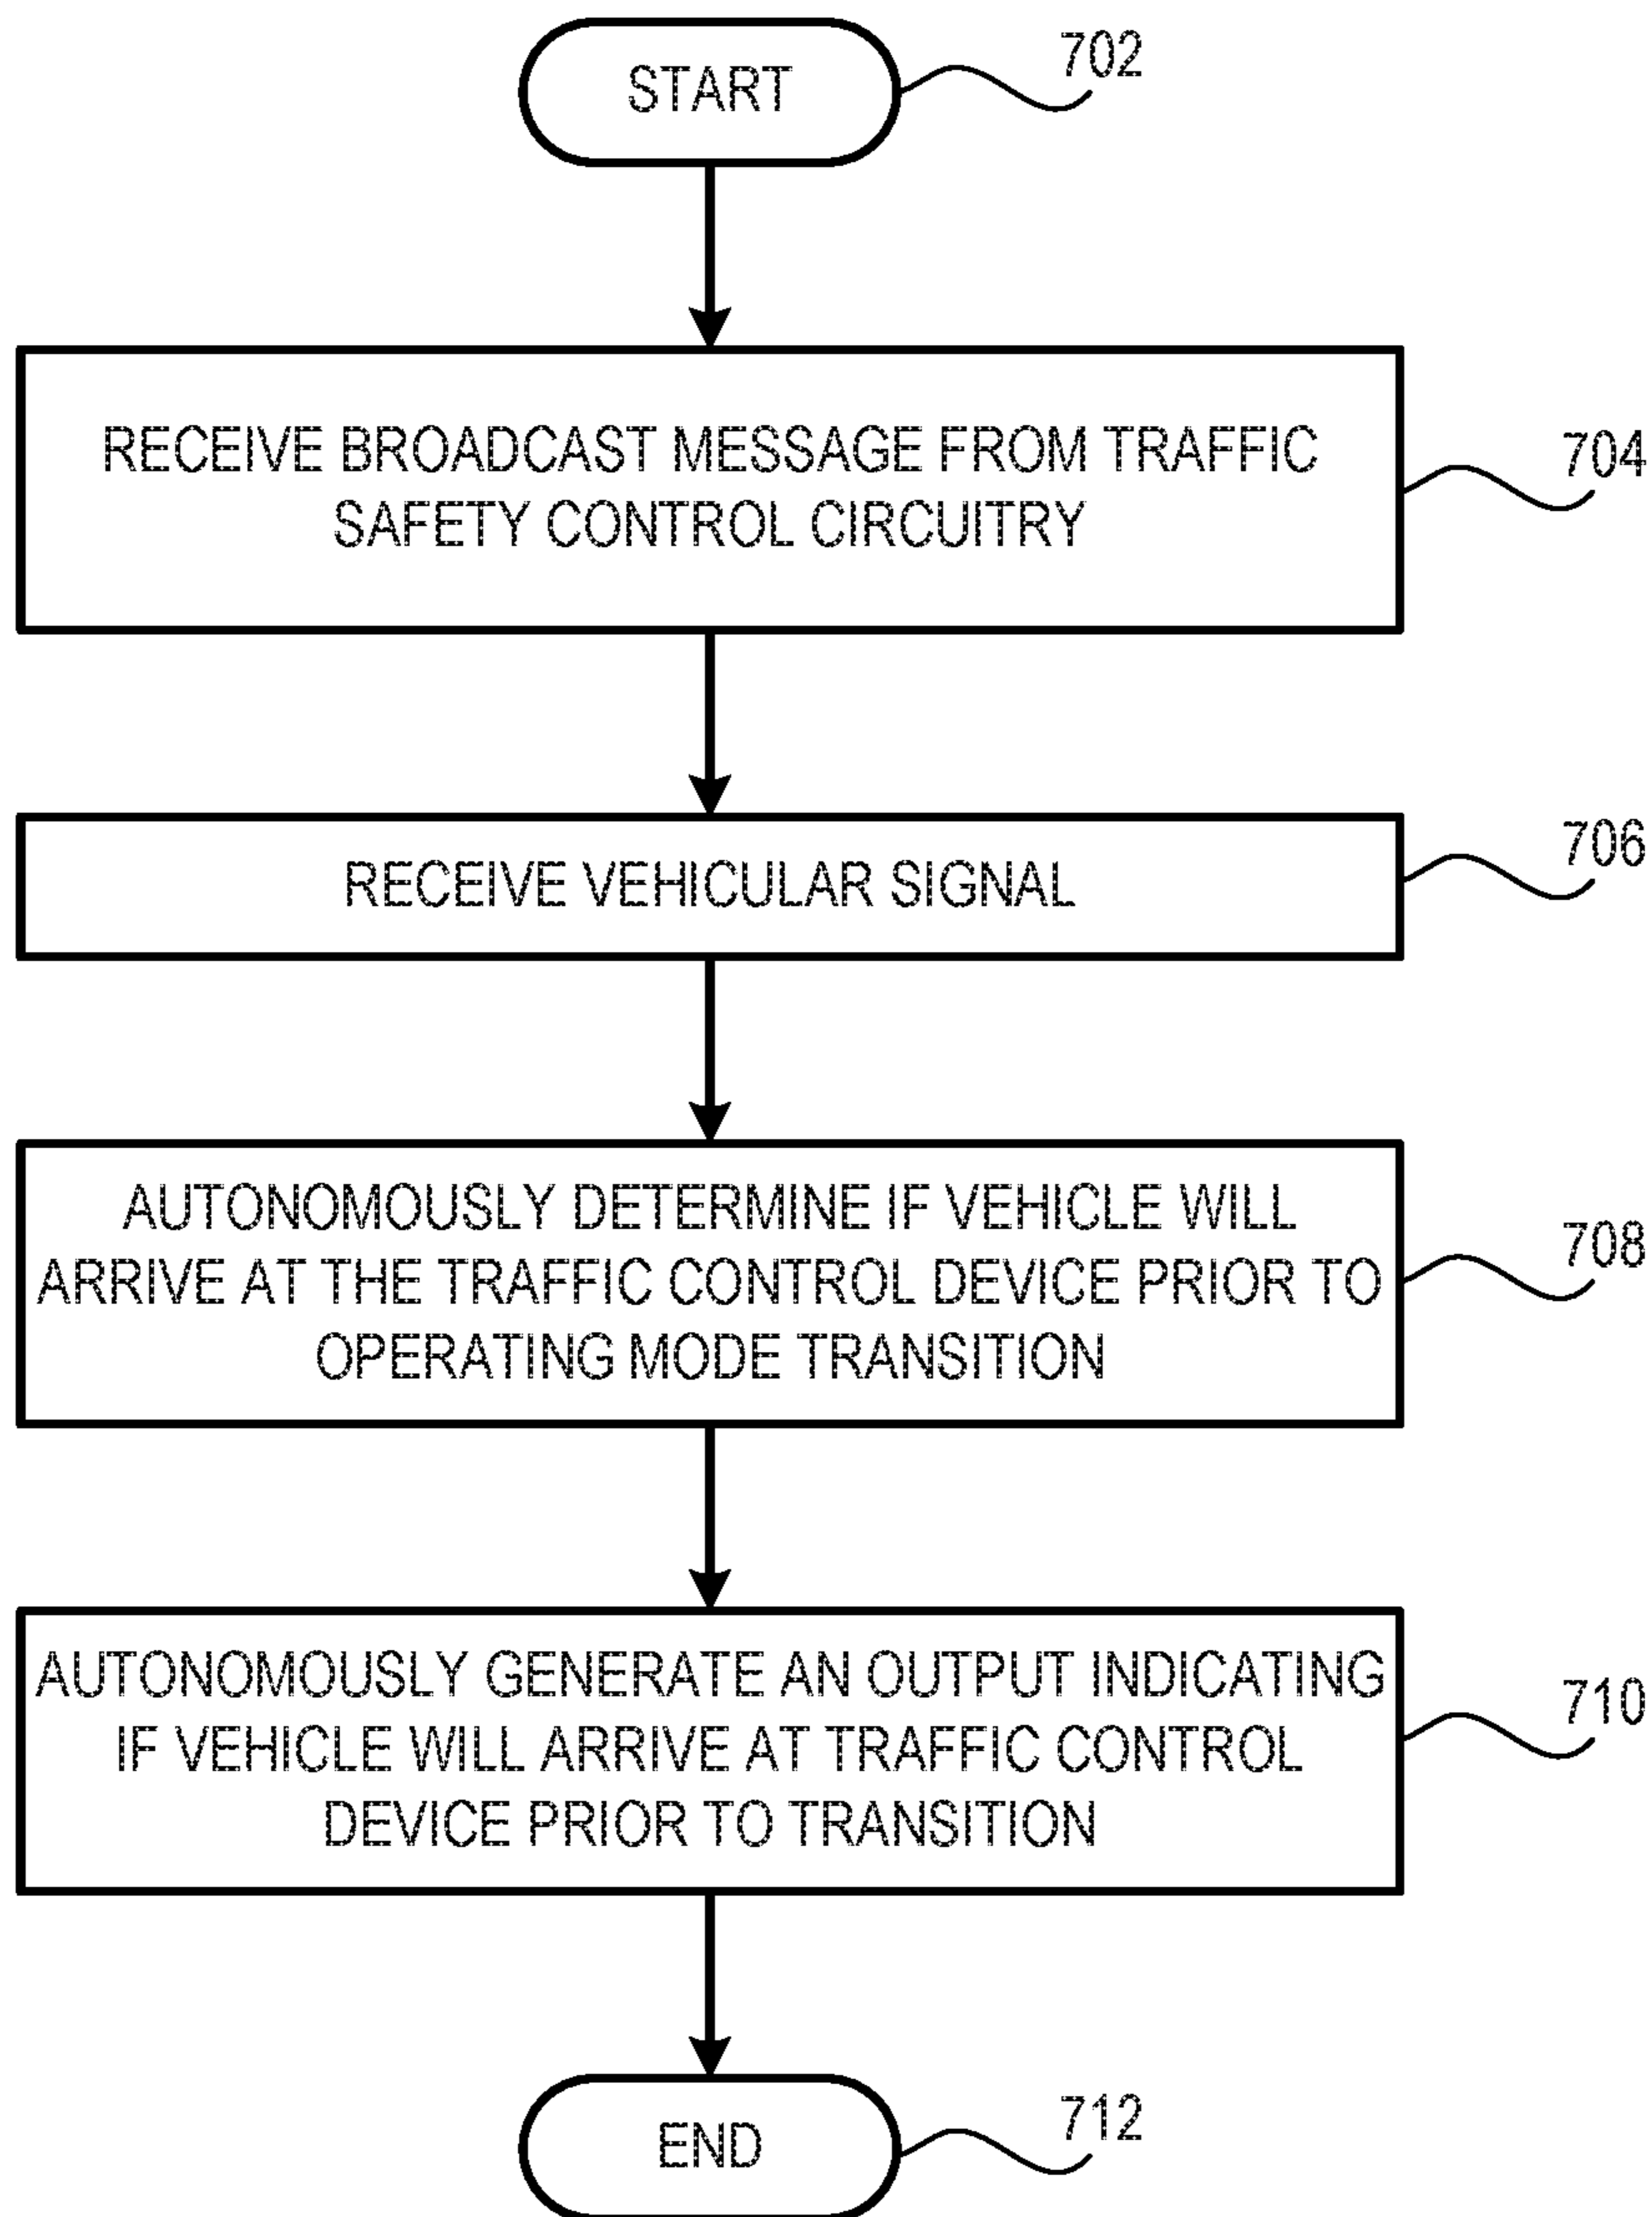 START
702
RECEIVE BROADCAST MESSAGE FROM TRAFFIC
SAFETY CONTROL CIRCUITRY
704
RECEIVE VEHICULAR SIGNAL
706
AUTONOMOUSLY DETERMINE IF VEHICLE WILL
ARRIVE AT THE TRAFFIC CONTROL DEVICE PRIOR TO
OPERATING MODE TRANSITION
708
AUTONOMOUSLY GENERATE AN OUTPUT INDICATING
IF VEHICLE WILL ARRIVE AT TRAFFIC CONTROL
DEVICE PRIOR TO TRANSITION
710
END
712